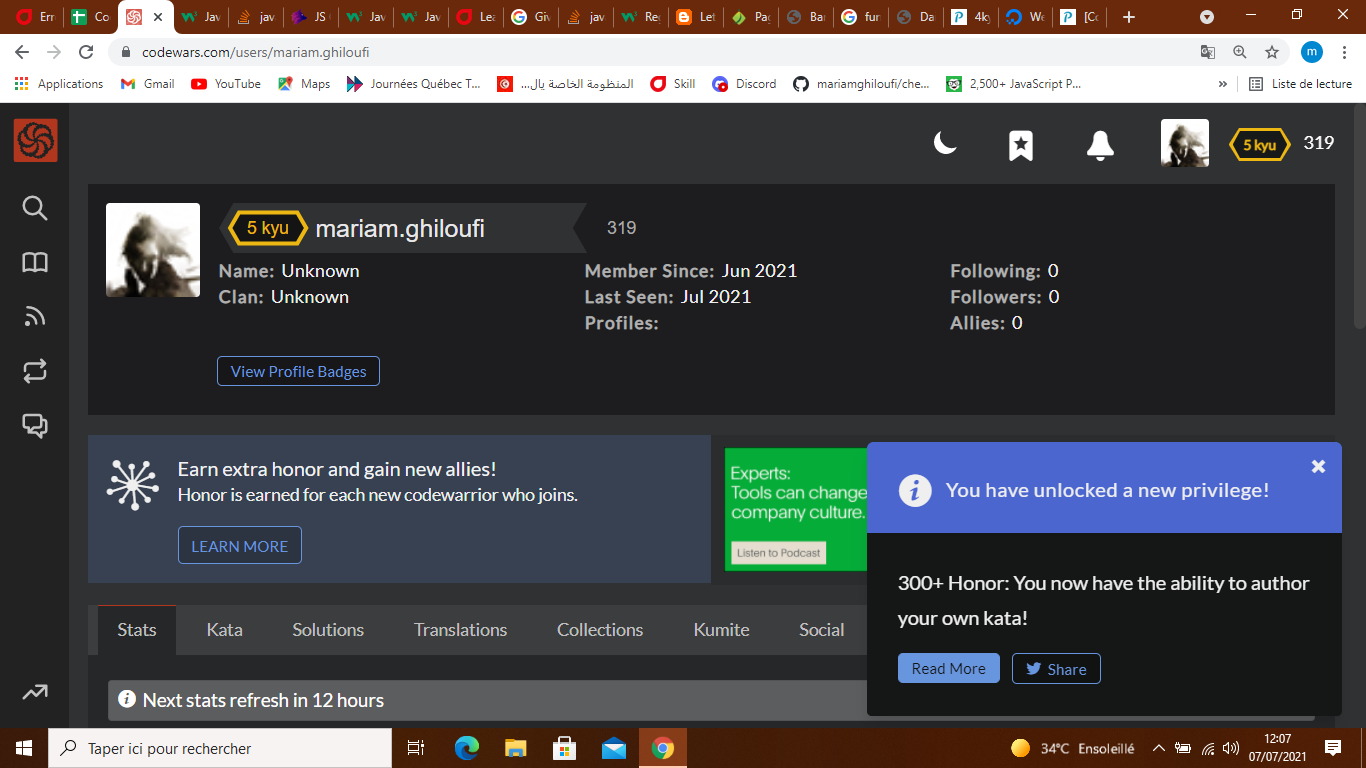 Err
Co
Jav
jav
JS
Jav
Jav
Lea
Giv
jav
Re
Let
Pag
Ba
fur
Da
4ky
We
[Co
codewars.com/users/mariam.ghiloufi
m
Applications
Gmail
YouTube
Maps
Journées Québec T...
المنظومة الخاصة بال...
Skill
Discord
mariamghiloufi/che...
2,500+ JavaScript P...
»
Liste de lecture
5 kyu
319
5 kyu
mariam.ghiloufi
319
Name: Unknown
Member Since: Jun 2021
Following: 0
Clan: Unknown
Last Seen: Jul 2021
Followers: 0
Profiles:
Allies: 0
View Profile Badges
Earn extra honor and gain new allies!
Honor is earned for each new codewarrior who joins.
LEARN MORE
Experts:
Tools can change
company culture.
Listen to Podcast
You have unlocked a new privilege!
300+ Honor: You now have the ability to author
your own kata!
Read More
Share
Stats
Kata
Solutions
Translations
Collections
Kumite
Social
Next stats refresh in 12 hours
Taper ici pour rechercher
34°C Ensoleillé
12:07
07/07/2021